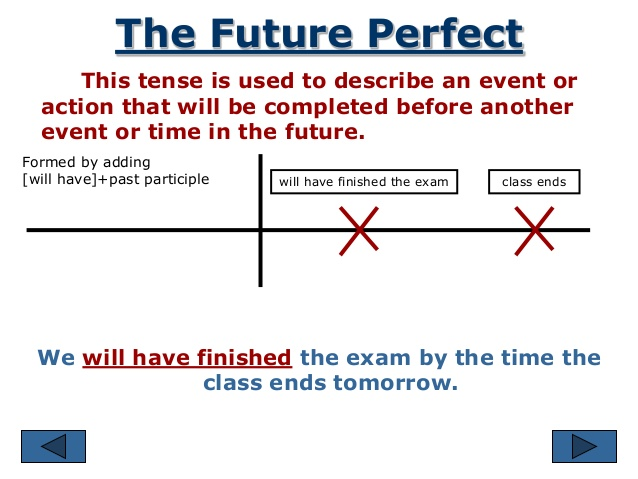 The Future Perfect
This tense is used to describe an event or
action that will be completed before another
event or time in the future.
Formed by adding
[will have]+past participle
will have finished the exam
class ends
We will have finished the exam by the time the
class ends tomorrow.